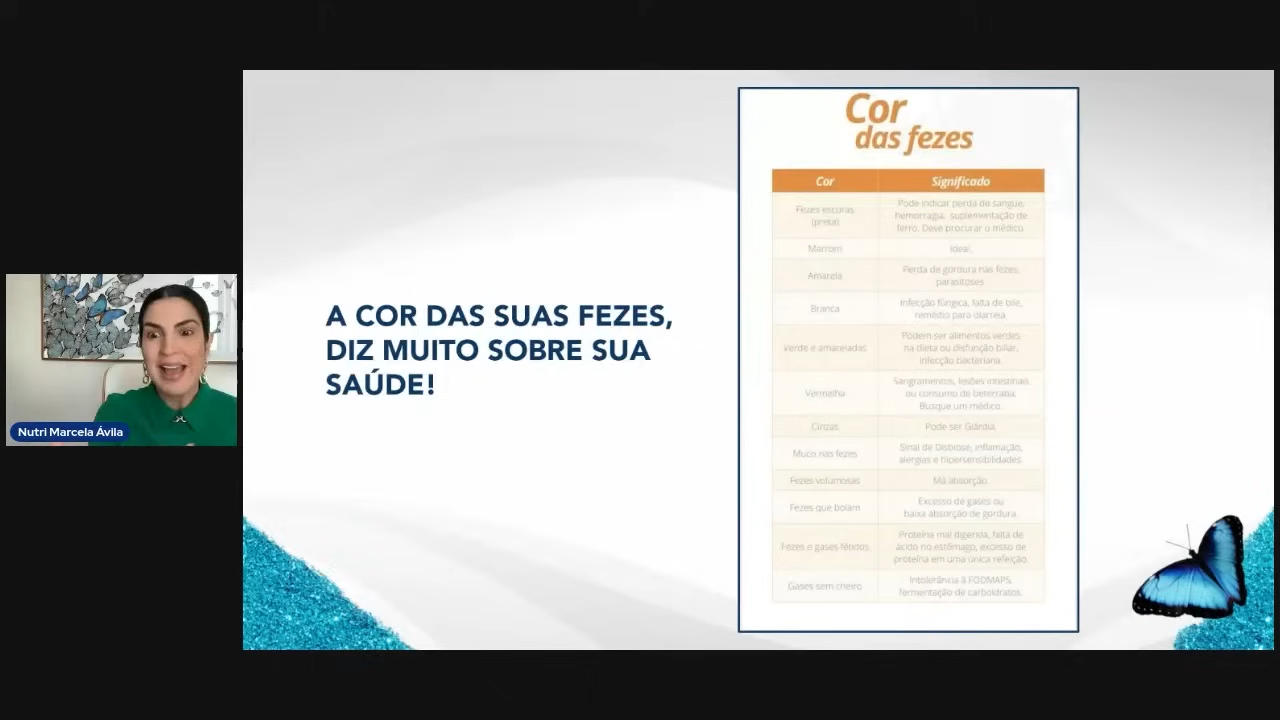 Nutri Marcela Ávila
A COR DAS SUAS FEZES,
DIZ MUITO SOBRE SUA
SAÚDE!
Cor
das fezes
Cor
Significado
Fezes escuras
(preta)
Pode indicar perda de sangue,
hemorragia, suplementação de
ferro. Deve procurar o médico.
Marrom
Ideal.
Amarela
Perda de gordura nas fezes,
parasitoses
Branca
Infecção fúngica, falta de bile,
remédio para diarreia
Verde e amareladas
Podem ser alimentos verdes
na dieta ou disfunção biliar,
infecção bacteriana.
Vermelha
Sangramentos, lesões intestinais
ou consumo de beterraba.
Busque um médico.
Cinzas
Pode ser Giárdia.
Muco nas fezes
Sinal de Disbiose, inflamação,
alergias e hipersensibilidades.
Fezes volumosas
Má absorção.
Fezes que boiam
Excesso de gases ou
baixa absorção de gordura.
Fezes e gases fétidos
Proteína mal digerida, falta de
ácido no estômago, excesso de
proteína em uma única refeição.
Gases sem cheiro
Intolerância à FODMAPS,
fermentação de carboidratos.